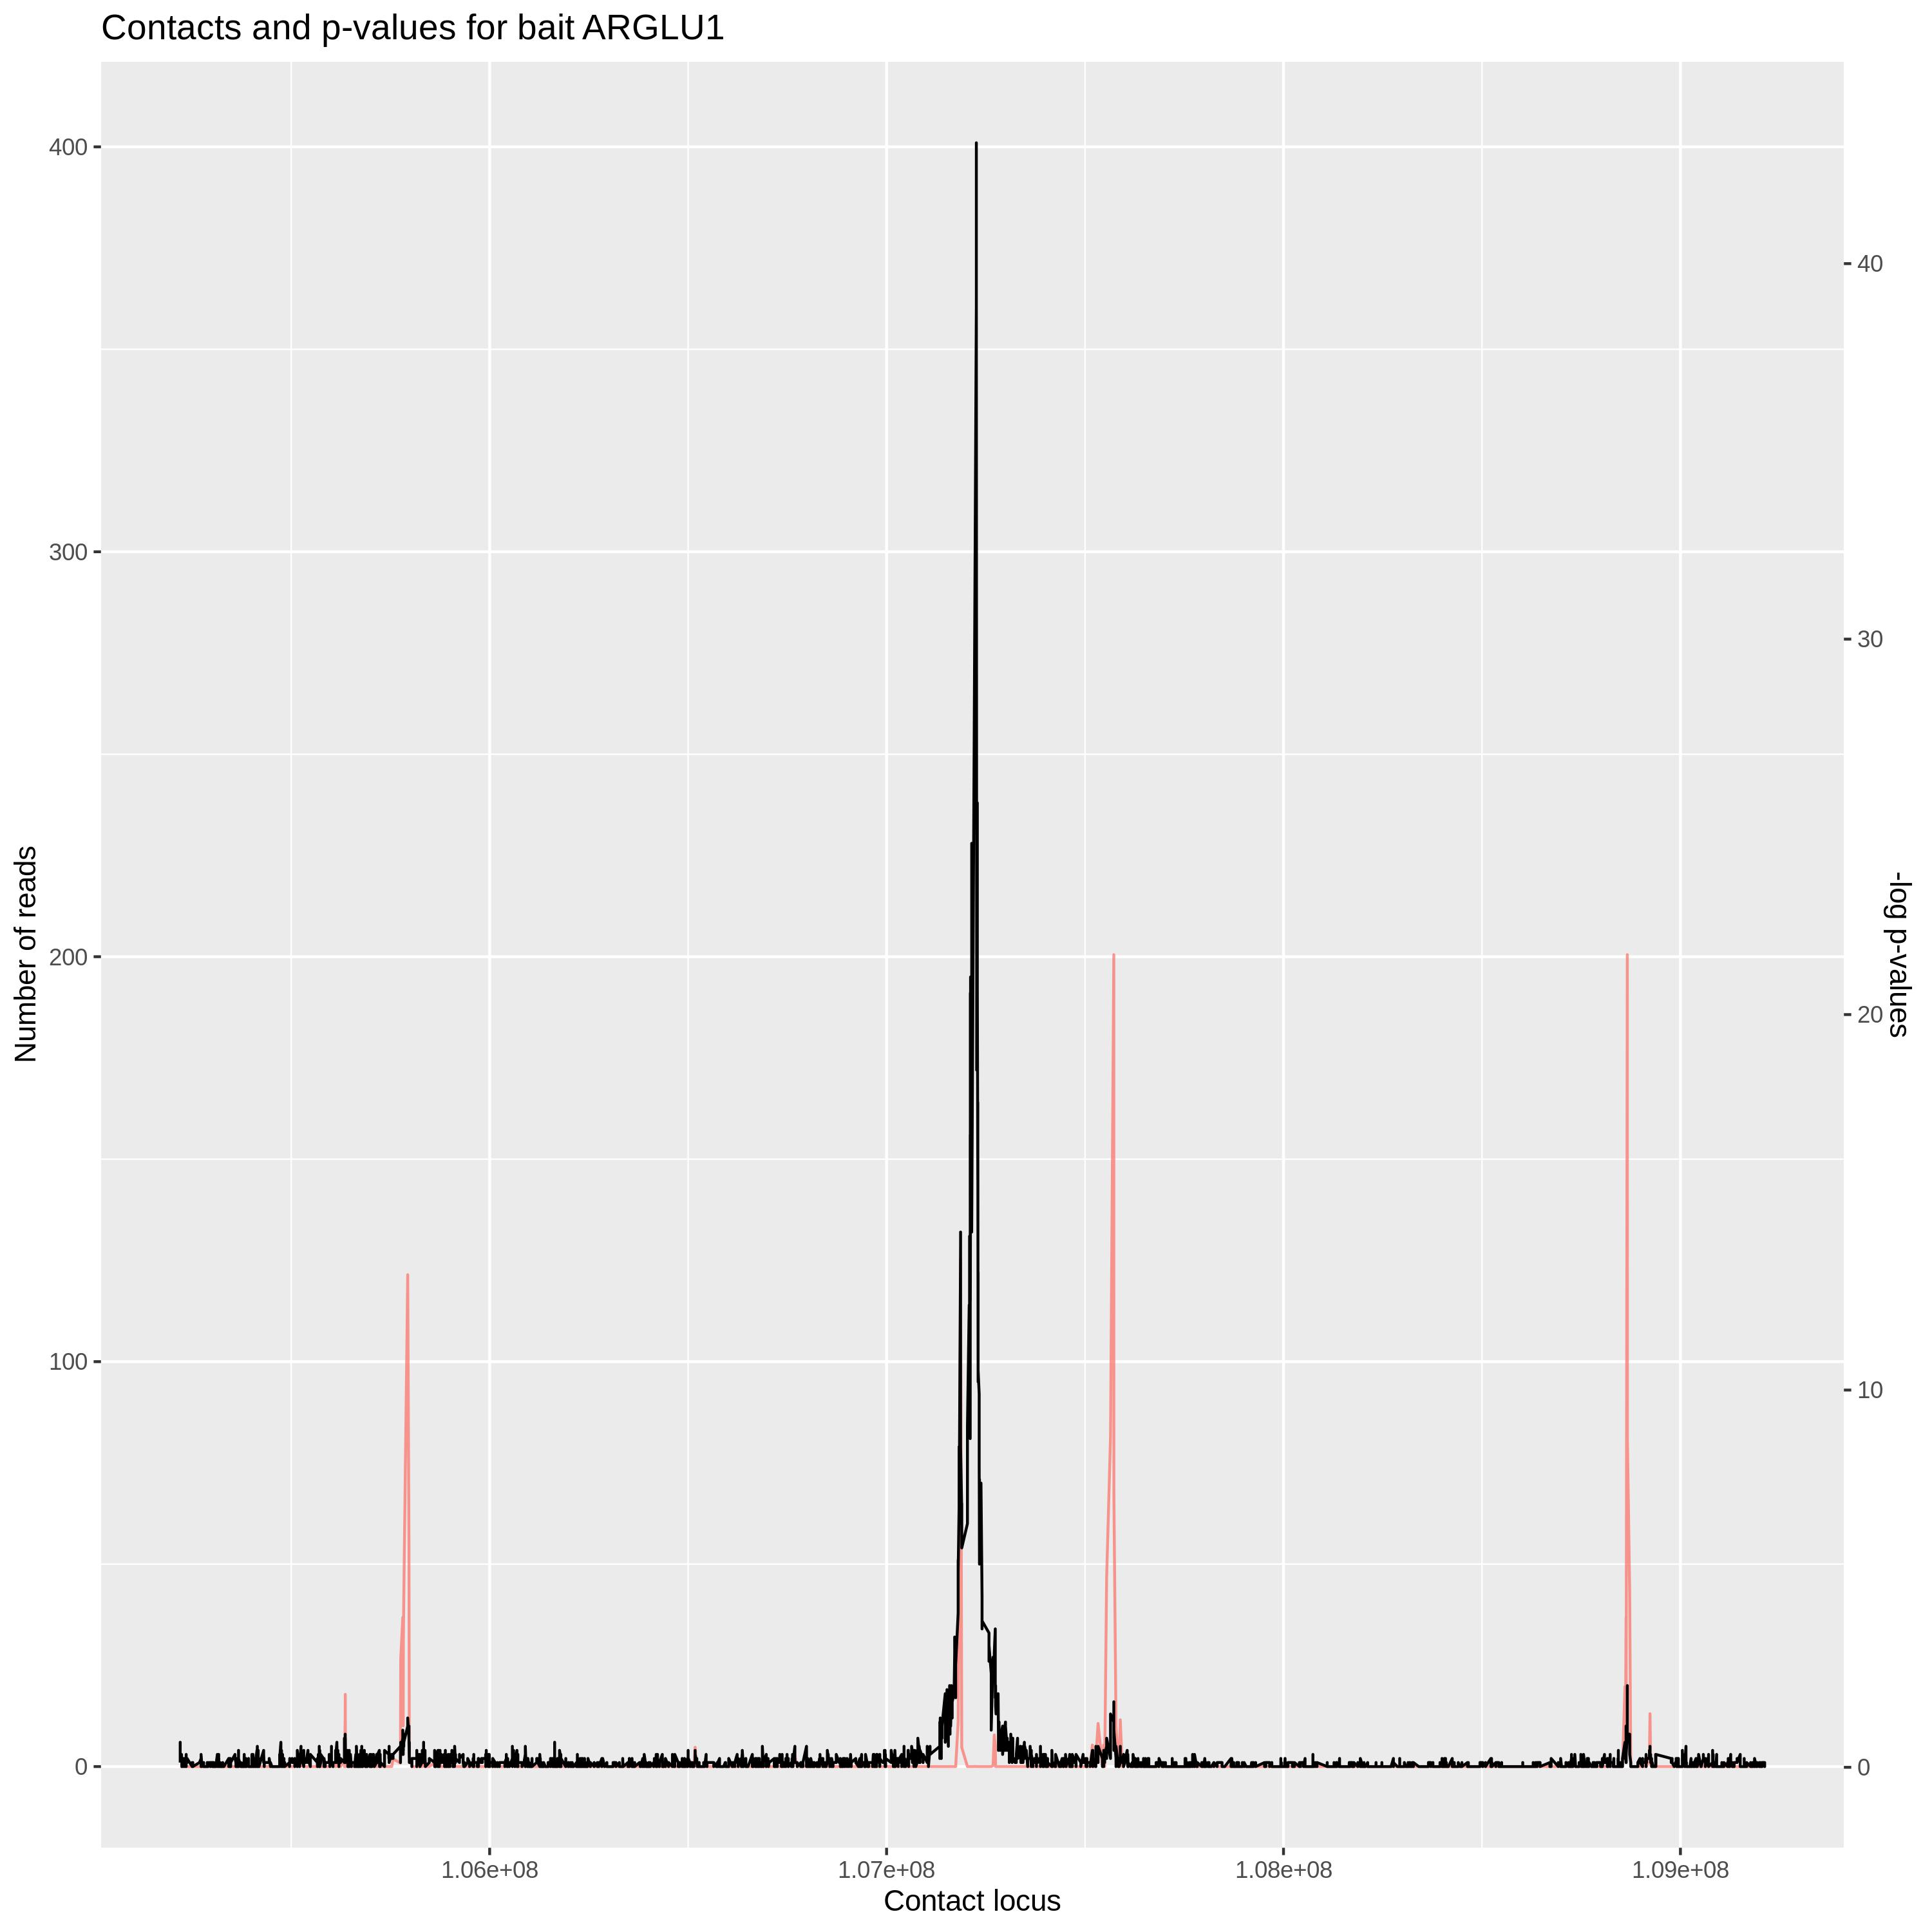 Contacts and p-values for bait ARGLU1
400
300
200
100
0
Number of reads
40
30
20
10
0
-log p-values
1.06e+08 1.07e+08 1.08e+08 1.09e+08
Contact locus